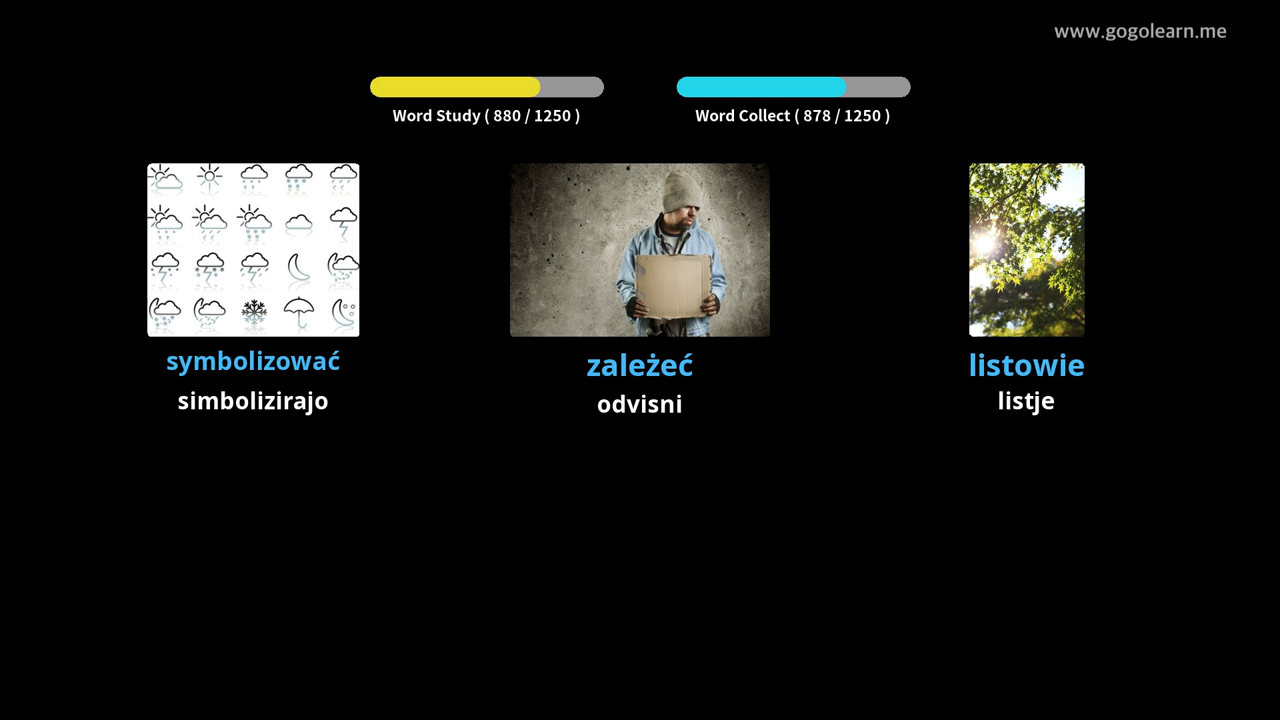 www.gogolearn.me
Word Study ( 880 / 1250 )
Word Collect ( 878 / 1250 )
symbolizować
simbolizirajo
zależeć
odvisni
listowie
listje